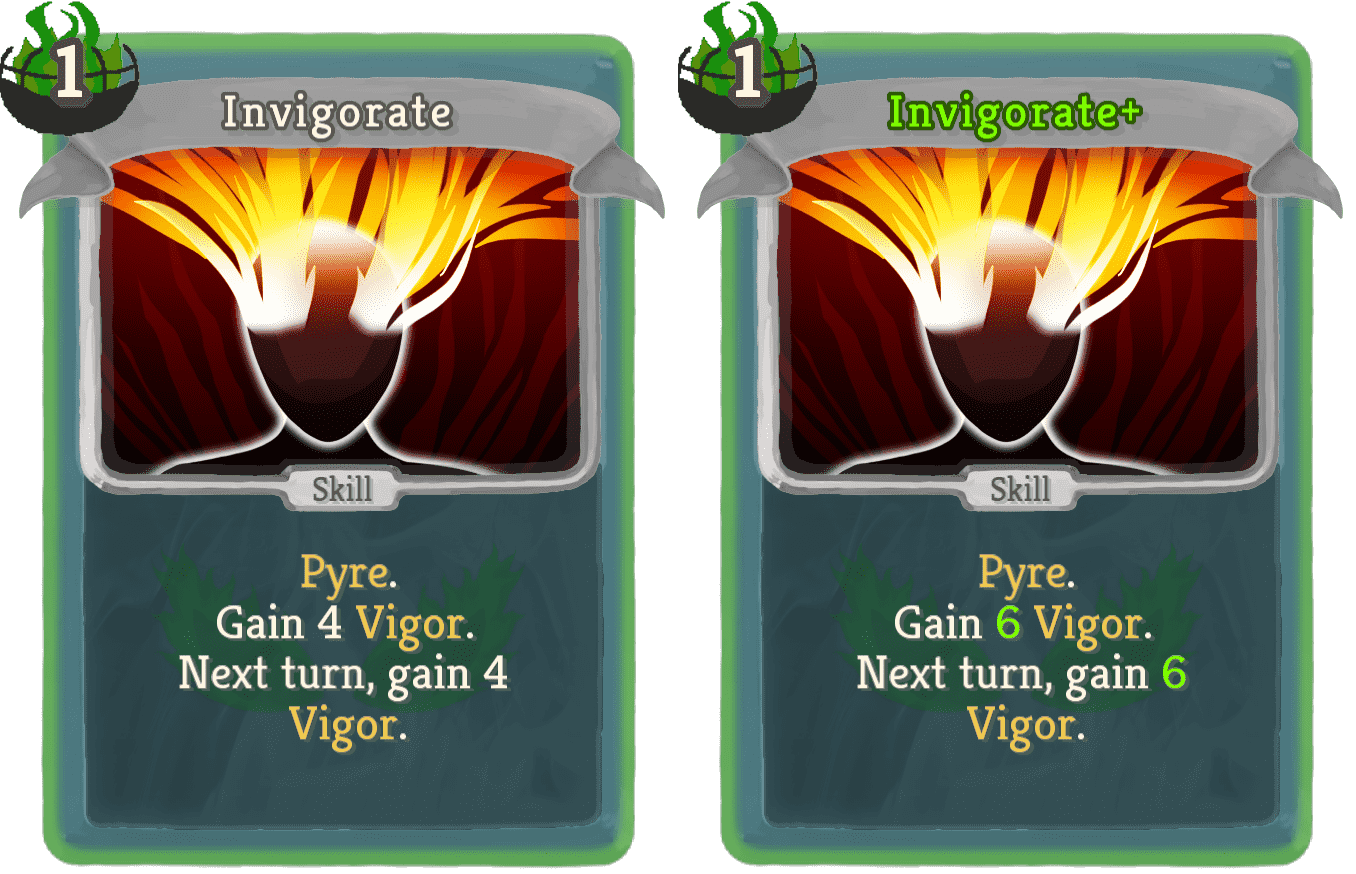 1
Invigorate
Skill
Pyre.
Gain 4 Vigor.
Next turn, gain 4
Vigor.
1
Invigorate+
Skill
Pyre.
Gain 6 Vigor.
Next turn, gain 6
Vigor.